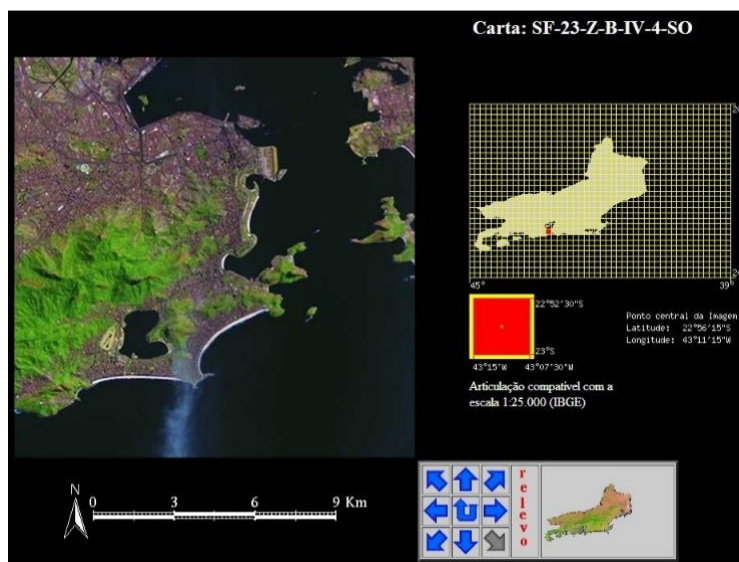 Carta: SF-23-Z-B-IV-4-SO
45°
39°
22°52'30"S
23°S
43°15'W 43°07'30"W
Ponto central da Imagem
Latitude: 22°56'15"S
Longitude: 43°11'15"W
Articulação compatível com a
escala 1:25.000 (IBGE)
N
0 3 6 9 Km
relevo